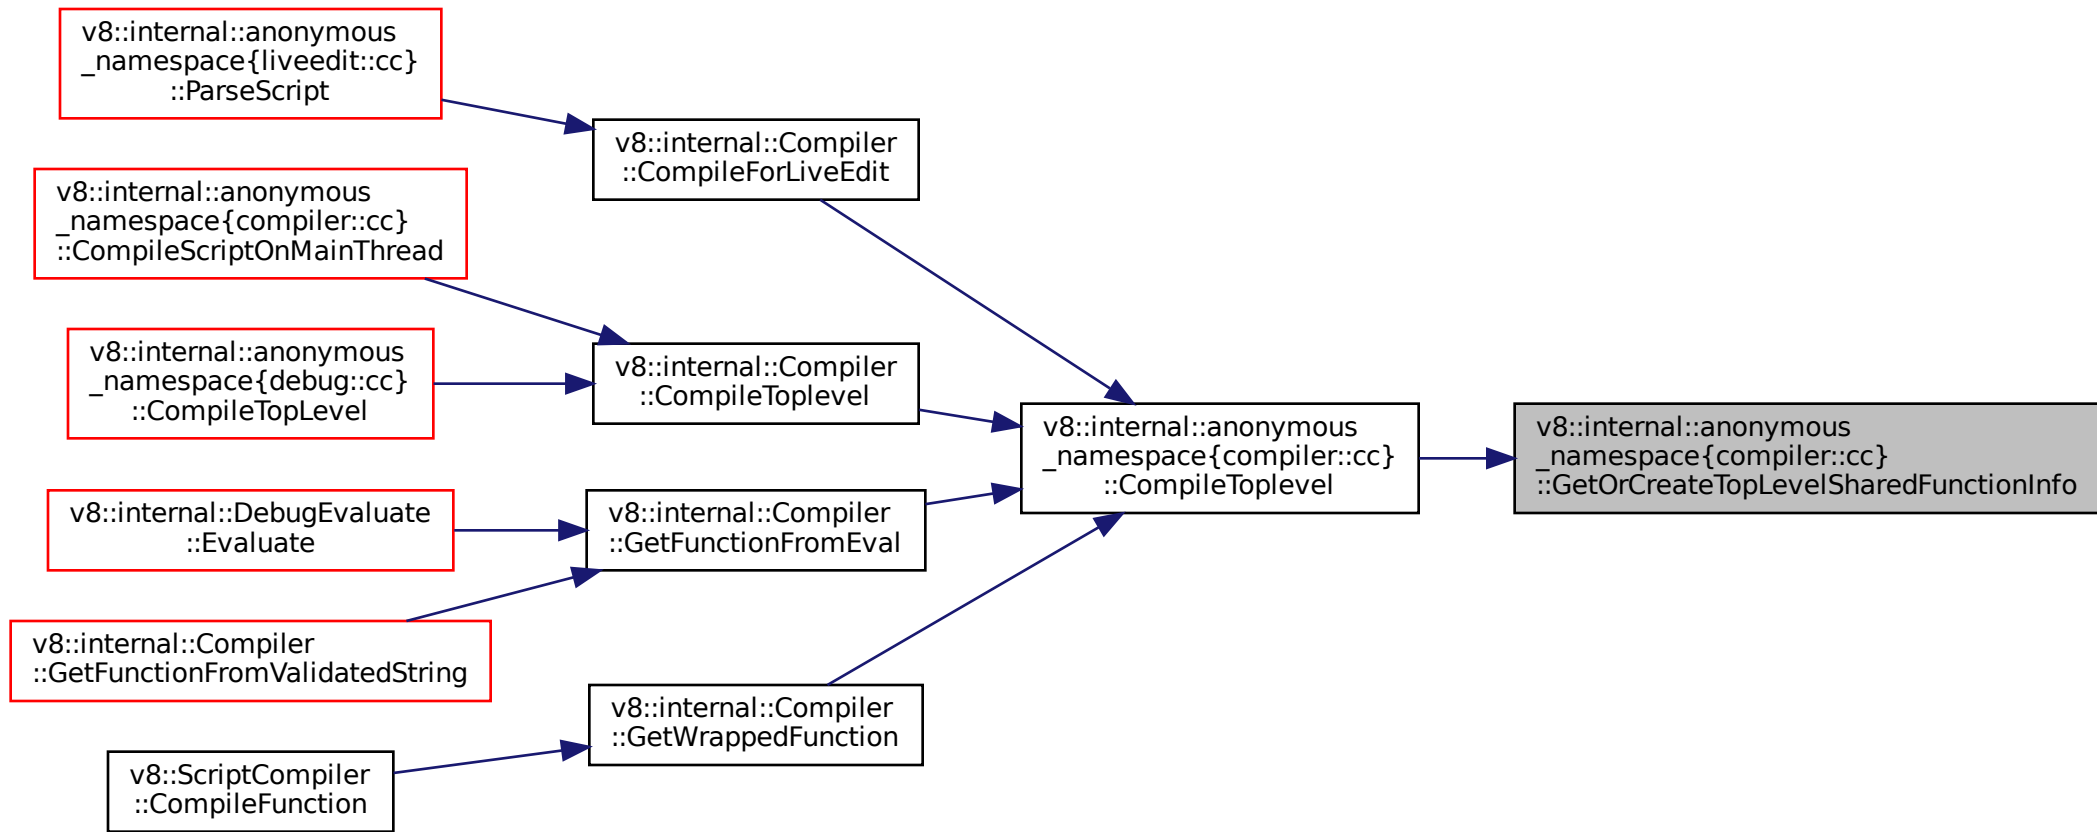 v8::internal::anonymous
_namespace{liveedit::cc}
::ParseScript
v8::internal::Compiler
::CompileForLiveEdit
v8::internal::anonymous
_namespace{compiler::cc}
::CompileScriptOnMainThread
v8::internal::anonymous
_namespace{debug::cc}
::CompileTopLevel
v8::internal::Compiler
::CompileToplevel
v8::internal::anonymous
_namespace{compiler::cc}
::CompileToplevel
v8::internal::anonymous
_namespace{compiler::cc}
::GetOrCreateTopLevelSharedFunctionInfo
v8::internal::DebugEvaluate
::Evaluate
v8::internal::Compiler
::GetFunctionFromEval
v8::internal::Compiler
::GetFunctionFromValidatedString
v8::internal::Compiler
::GetWrappedFunction
v8::ScriptCompiler
::CompileFunction